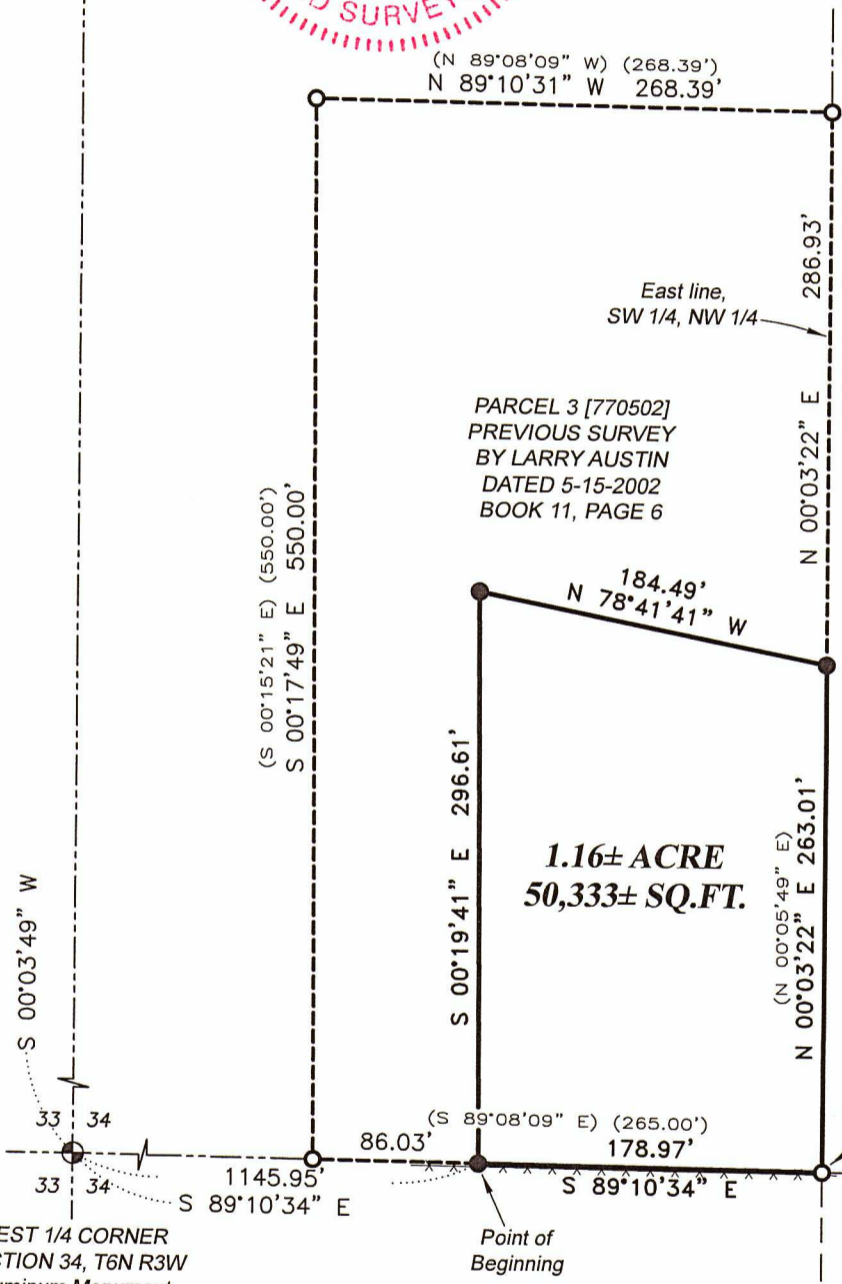 D SURVEY
(N 89°08'09" W) (268.39')
N 89°10'31" W 268.39'
286.93'
N 00°03'22" E
East line,
SW 1/4, NW 1/4
PARCEL 3 [770502]
PREVIOUS SURVEY
BY LARRY AUSTIN
DATED 5-15-2002
BOOK 11, PAGE 6
(S 00°15'21" E) (550.00')
S 00°17'49" E 550.00'
184.49'
N 78°41'41" W
S 00°19'41" E 296.61'
1.16± ACRE
50,333± SQ.FT.
(N 00°05'49" E)
N 00°03'22" E 263.01'
S 00°03'49" W
33 34
33 34
(S 89°08'09" E) (265.00')
86.03'
178.97'
1145.95'
S 89°10'34" E
S 89°10'34" E
Point of
Beginning
EST 1/4 CORNER
CTION 34, T6N R3W
uminum Monument